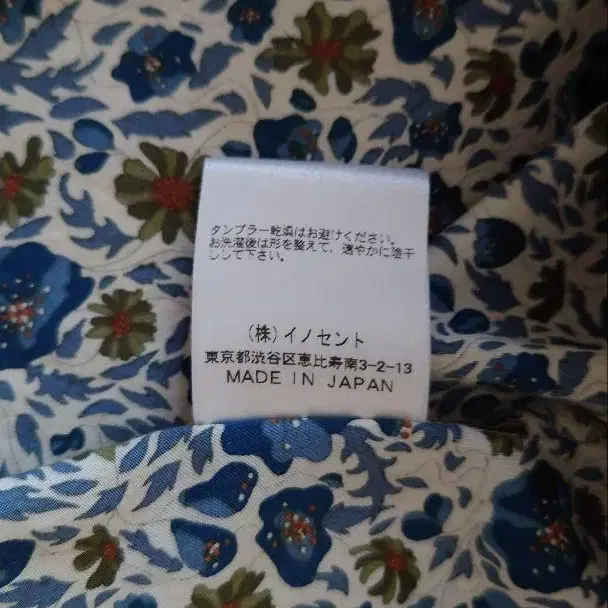 タンブラー乾燥はお避けください。
お洗濯後は形を整えて、速やかに陰干
しして下さい。
(株)イノセント
東京都渋谷区恵比寿南3-2-13
MADE IN JAPAN